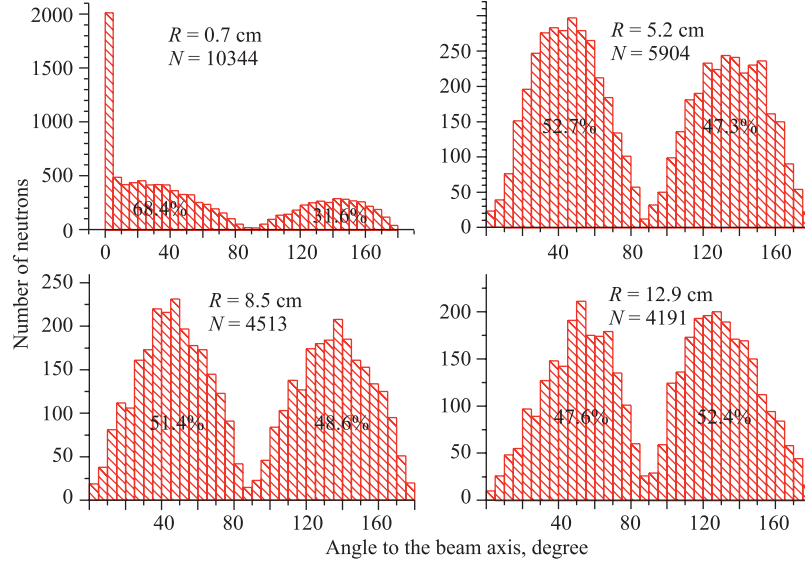 Number of neutrons
2000
1500
1000
500
0
R = 0.7 cm
N = 10344
68.4%
31.6%
0 40 80 120 160
250
200
150
100
50
0
R = 5.2 cm
N = 5904
52.7%
47.3%
40 80 120 160
250
200
150
100
50
0
R = 8.5 cm
N = 4513
51.4%
48.6%
40 80 120 160
200
150
100
50
0
R = 12.9 cm
N = 4191
47.6%
52.4%
40 80 120 160
Angle to the beam axis, degree